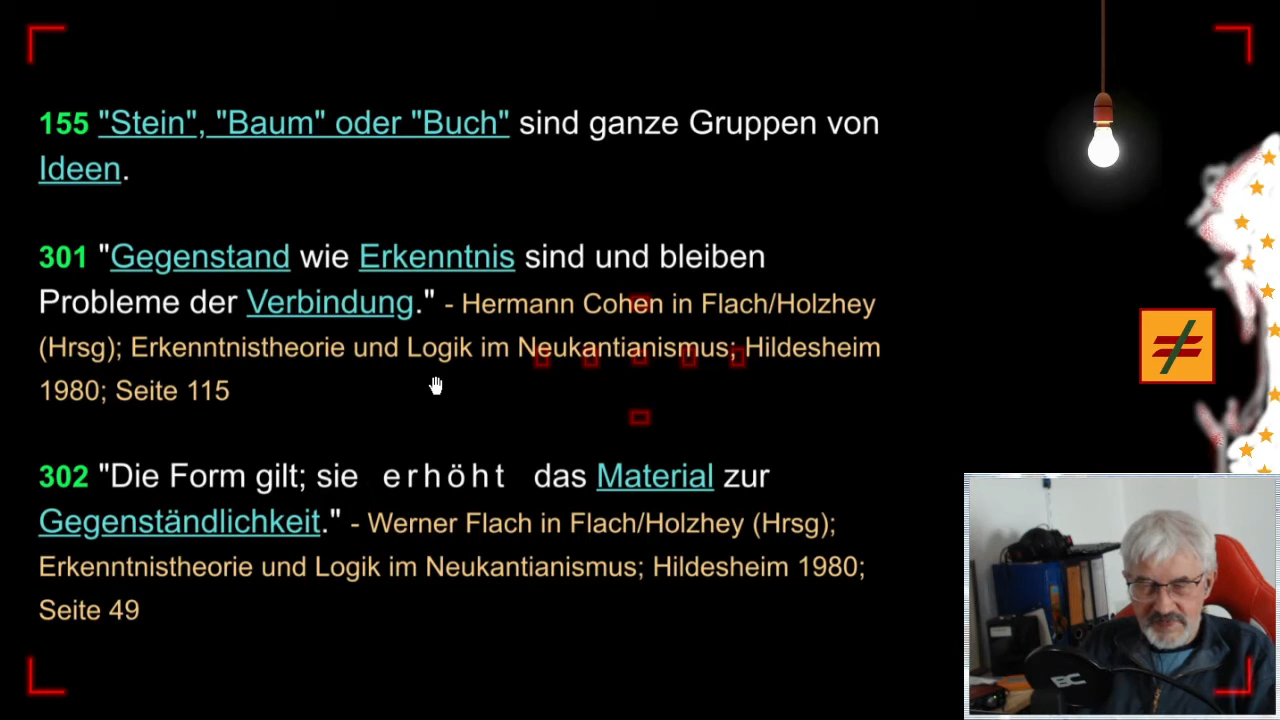 155 "Stein", "Baum" oder "Buch" sind ganze Gruppen von
Ideen.
301 "Gegenstand wie Erkenntnis sind und bleiben
Probleme der Verbindung." - Hermann Cohen in Flach/Holzhey
(Hrsg); Erkenntnistheorie und Logik im Neukantianismus; Hildesheim
1980; Seite 115
302 "Die Form gilt; sie e r h ö h t das Material zur
Gegenständlichkeit." - Werner Flach in Flach/Holzhey (Hrsg);
Erkenntnistheorie und Logik im Neukantianismus; Hildesheim 1980;
Seite 49